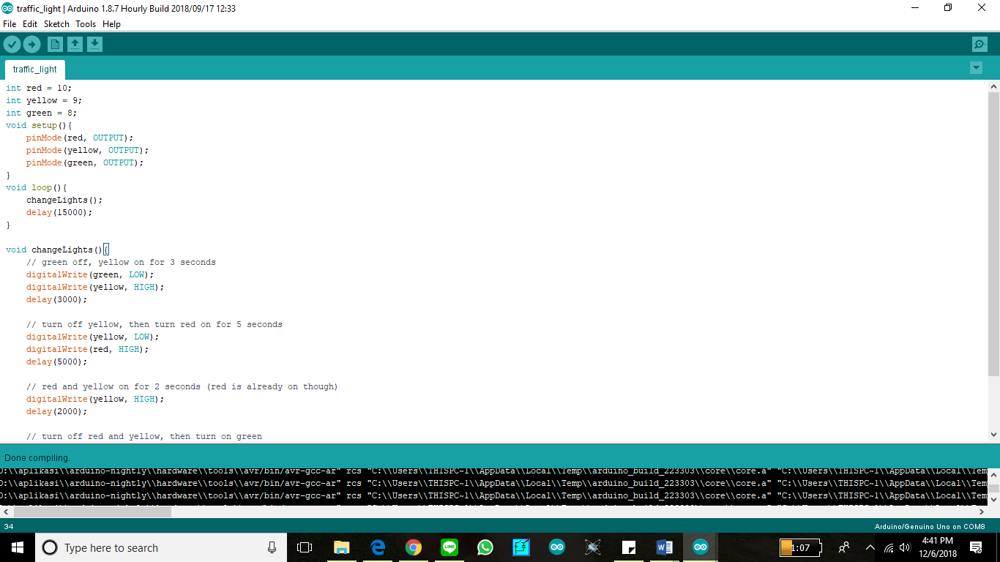 traffic_light | Arduino 1.8.7 Hourly Build 2018/09/17 12:33
File Edit Sketch Tools Help
traffic_light
int red = 10;
int yellow = 9;
int green = 8;
void setup(){
    pinMode(red, OUTPUT);
    pinMode(yellow, OUTPUT);
    pinMode(green, OUTPUT);
}
void loop(){
    changeLights();
    delay(15000);
}
void changeLights(){
    // green off, yellow on for 3 seconds
    digitalWrite(green, LOW);
    digitalWrite(yellow, HIGH);
    delay(3000);
    // turn off yellow, then turn red on for 5 seconds
    digitalWrite(yellow, LOW);
    digitalWrite(red, HIGH);
    delay(5000);
    // red and yellow on for 2 seconds (red is already on though)
    digitalWrite(yellow, HIGH);
    delay(2000);
    // turn off red and yellow, then turn on green
Done compiling.
D:\\aplikasi\\arduino-nightly\\hardware\\tools\\avr/bin/avr-gcc-ar" rcs "C:\\Users\\THISPC~1\\AppData\\Local\\Temp\\arduino_build_223303\\core\\core.a" "C:\\Users\\THISPC~1\\AppData\\Local\\Tem
D:\\aplikasi\\arduino-nightly\\hardware\\tools\\avr/bin/avr-gcc-ar" rcs "C:\\Users\\THISPC~1\\AppData\\Local\\Temp\\arduino_build_223303\\core\\core.a" "C:\\Users\\THISPC~1\\AppData\\Local\\Tem
D:\\aplikasi\\arduino-nightly\\hardware\\tools\\avr/bin/avr-gcc-ar" rcs "C:\\Users\\THISPC~1\\AppData\\Local\\Temp\\arduino_build_223303\\core\\core.a" "C:\\Users\\THISPC~1\\AppData\\Local\\Tem
34
Arduino/Genuino Uno on COM8
Type here to search
LINE
1:07
4:41 PM
12/6/2018